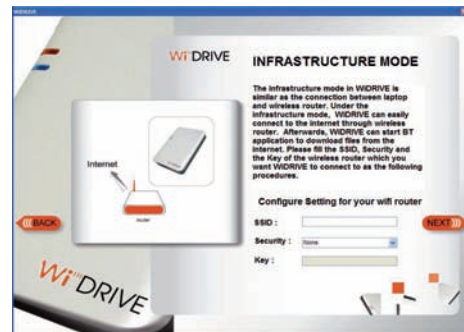 WiDRIVE
WiDRIVE
INFRASTRUCTURE MODE
The Infrastructure mode in WiDRIVE is
similar as the connection between laptop
and wireless router. Under the
infrastructure mode, WiDRIVE can easily
connect to the internet through wireless
router. Afterwards, WiDRIVE can start BT
application to download files from the
internet. Please fill the SSID, Security and
the Key of the wireless router which you
want WiDRIVE to connect to as the following
procedures.
Internet
router
Configure Setting for your wifi router
BACK
SSID :
NEXT
Security : None
Key :
WiDRIVE